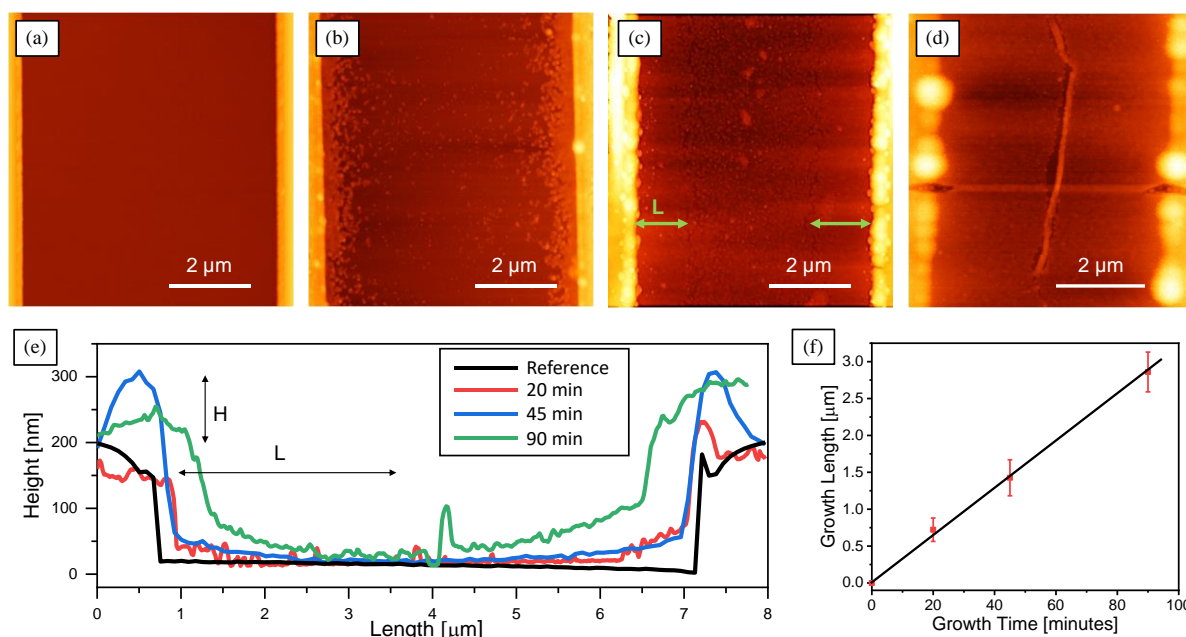 (a)
(b)
(c)
(d)
L
2 μm
2 μm
2 μm
2 μm
(e)
Height [nm]
300
200
100
0
H
L
Reference
20 min
45 min
90 min
0
1
2
3
4
5
6
7
8
Length [μm]
(f)
Growth Length [μm]
3.0
2.5
2.0
1.5
1.0
0.5
0.0
0
20
40
60
80
100
Growth Time [minutes]